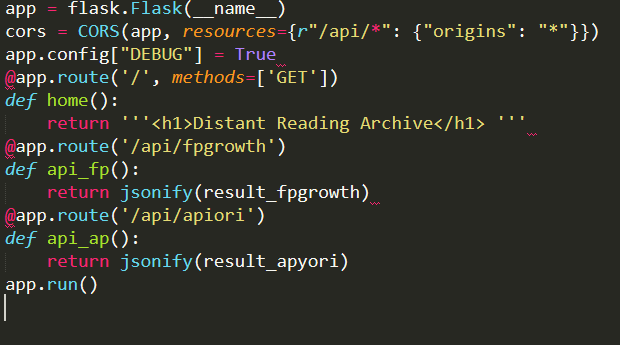 app = flask.Flask(__name__)
cors = CORS(app, resources={r"/api/*": {"origins": "*"}})
app.config["DEBUG"] = True
@app.route('/', methods=['GET'])
def home():
    return '''<h1>Distant Reading Archive</h1> '''
@app.route('/api/fpgrowth')
def api_fp():
    return jsonify(result_fpgrowth)
@app.route('/api/apiori')
def api_ap():
    return jsonify(result_apyori)
app.run()